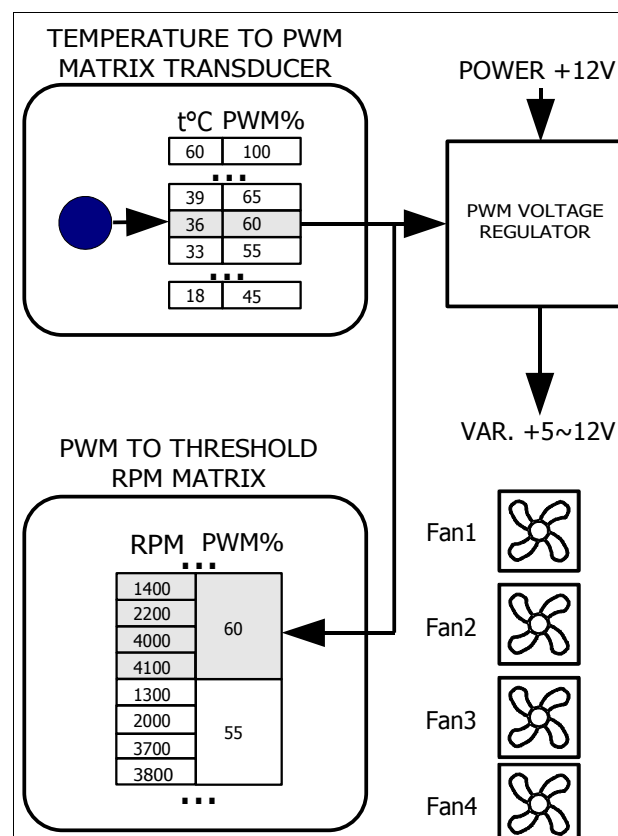 TEMPERATURE TO PWM
MATRIX TRANSDUCER
t°C PWM%
60 100
...
39 65
36 60
33 55
...
18 45
POWER +12V
PWM VOLTAGE
REGULATOR
VAR. +5~12V
PWM TO THRESHOLD
RPM MATRIX
RPM PWM%
...
1400
2200
60
4000
4100
1300
2000
55
3700
3800
...
Fan1
Fan2
Fan3
Fan4